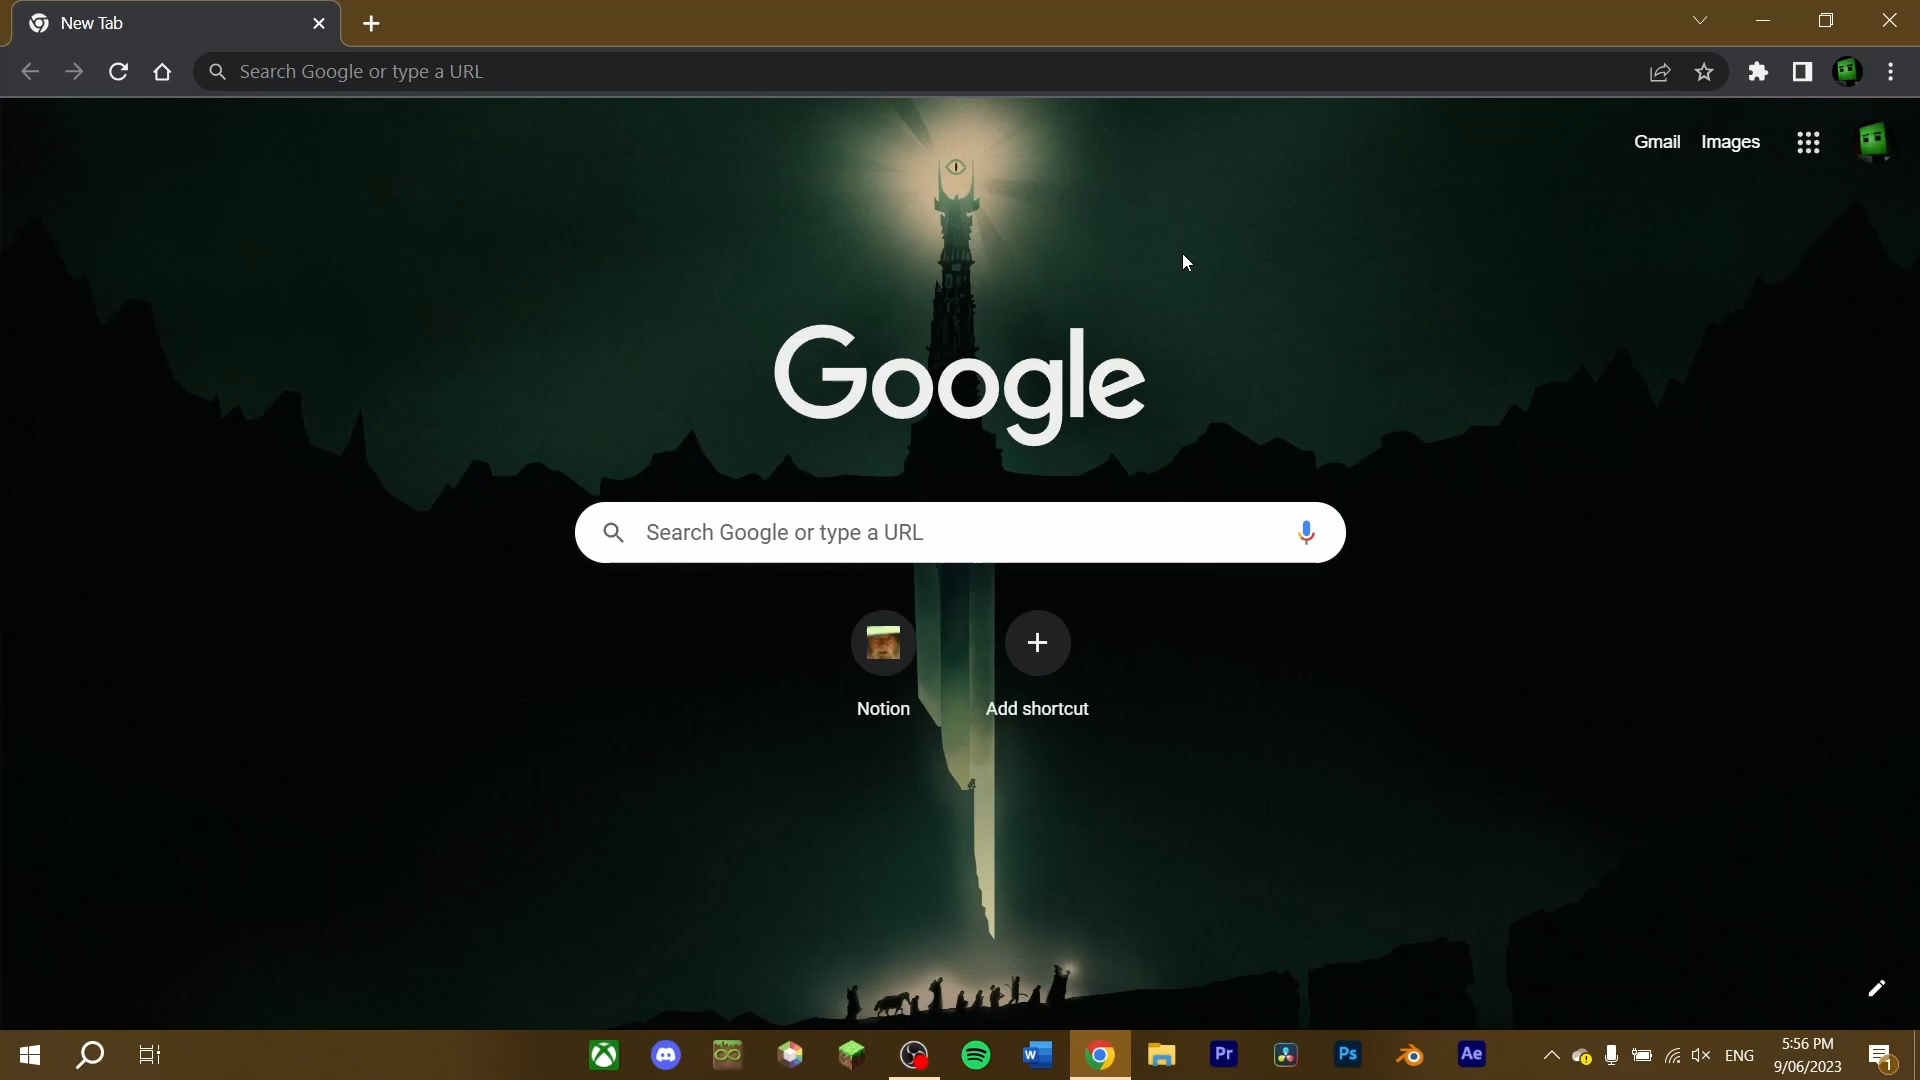 New Tab
Search Google or type a URL
Gmail Images
Google
Search Google or type a URL
Notion
Add shortcut
W
Pr
Ps
Ae
ENG
5:56 PM
9/06/2023
1